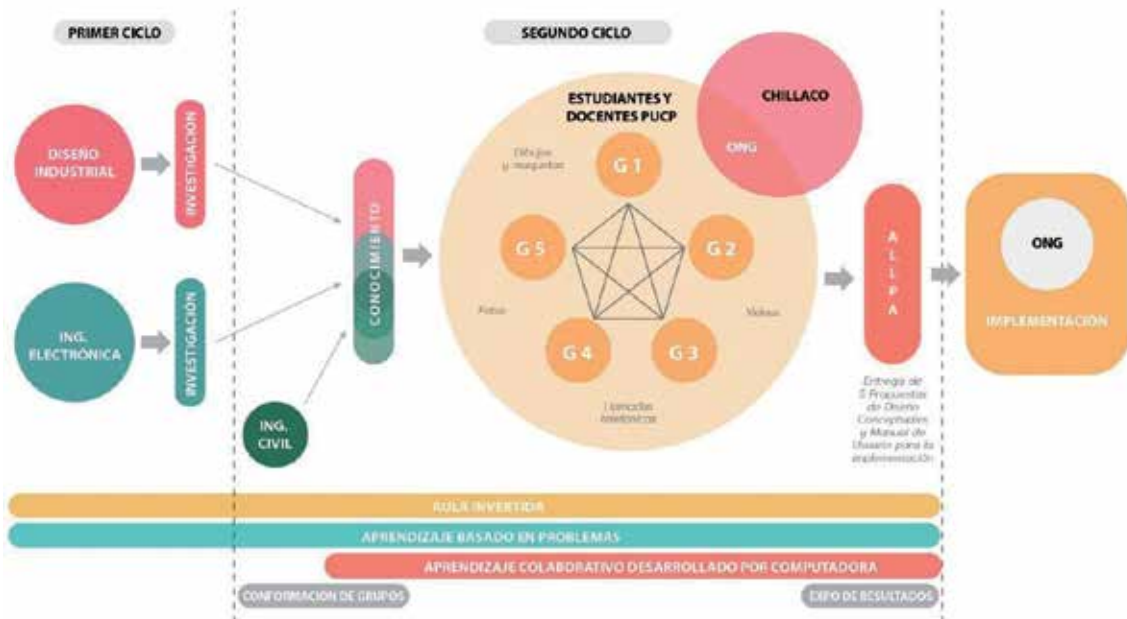 PRIMER CICLO
SEGUNDO CICLO
DISEÑO
INDUSTRIAL
INVESTIGACIÓN
ING.
ELECTRÓNICA
INVESTIGACIÓN
ING.
CIVIL
CONOCIMIENTO
ESTUDIANTES Y
DOCENTES PUCP
CHILLACO
ONG
Dibujos
y maquetas
G 1
G 2
G 3
G 4
G 5
Fotos
Videos
Llamadas
telefónicas
ALLPA
Entrega de
5 Propuestas
de Diseño
Conceptuales
y Manual de
Usuario para la
implementación
ONG
IMPLEMENTACIÓN
AULA INVERTIDA
APRENDIZAJE BASADO EN PROBLEMAS
APRENDIZAJE COLABORATIVO DESARROLLADO POR COMPUTADORA
CONFORMACIÓN DE GRUPOS
EXPO DE RESULTADOS